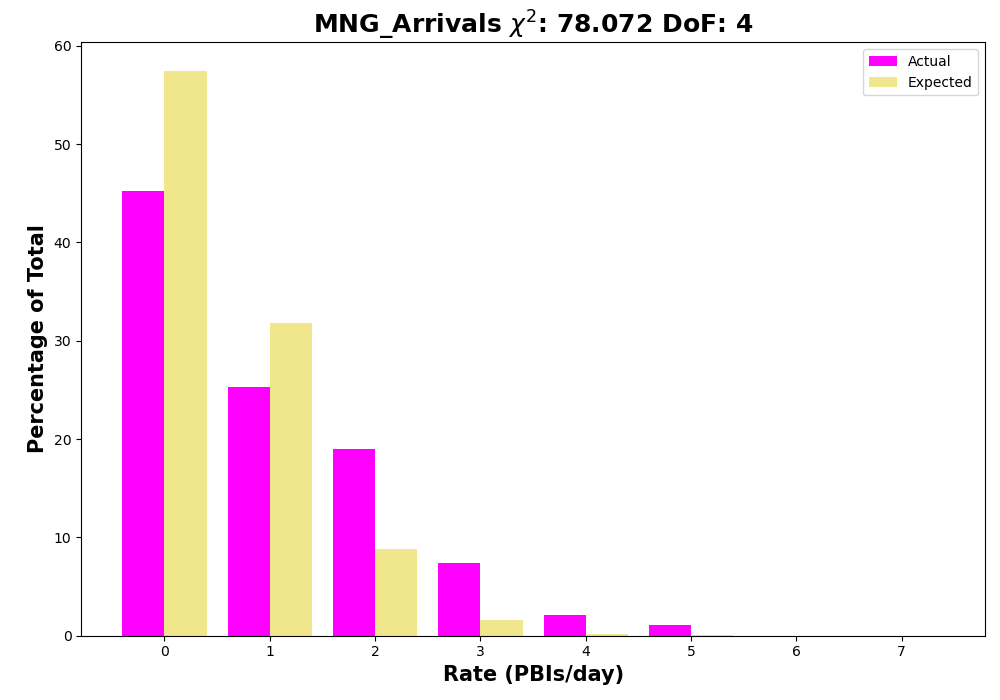 MNG_Arrivals χ²: 78.072 DoF: 4
60
50
40
30
20
10
0
Percentage of Total
Actual
Expected
0 1 2 3 4 5 6 7
Rate (PBIs/day)